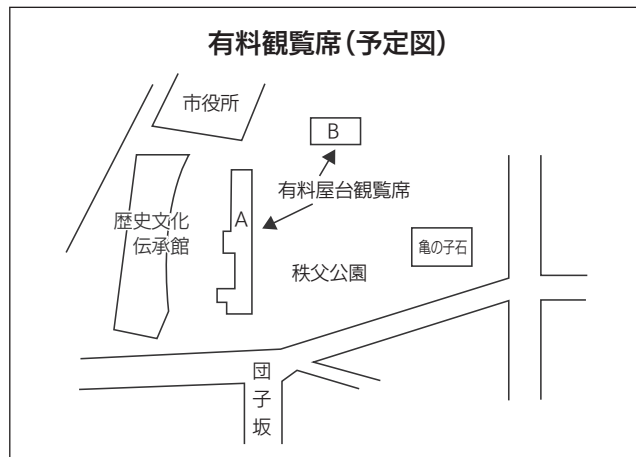 有料観覧席(予定図)
市役所
B
有料屋台観覧席
A
歴史文化
伝承館
亀の子石
秩父公園
団子坂